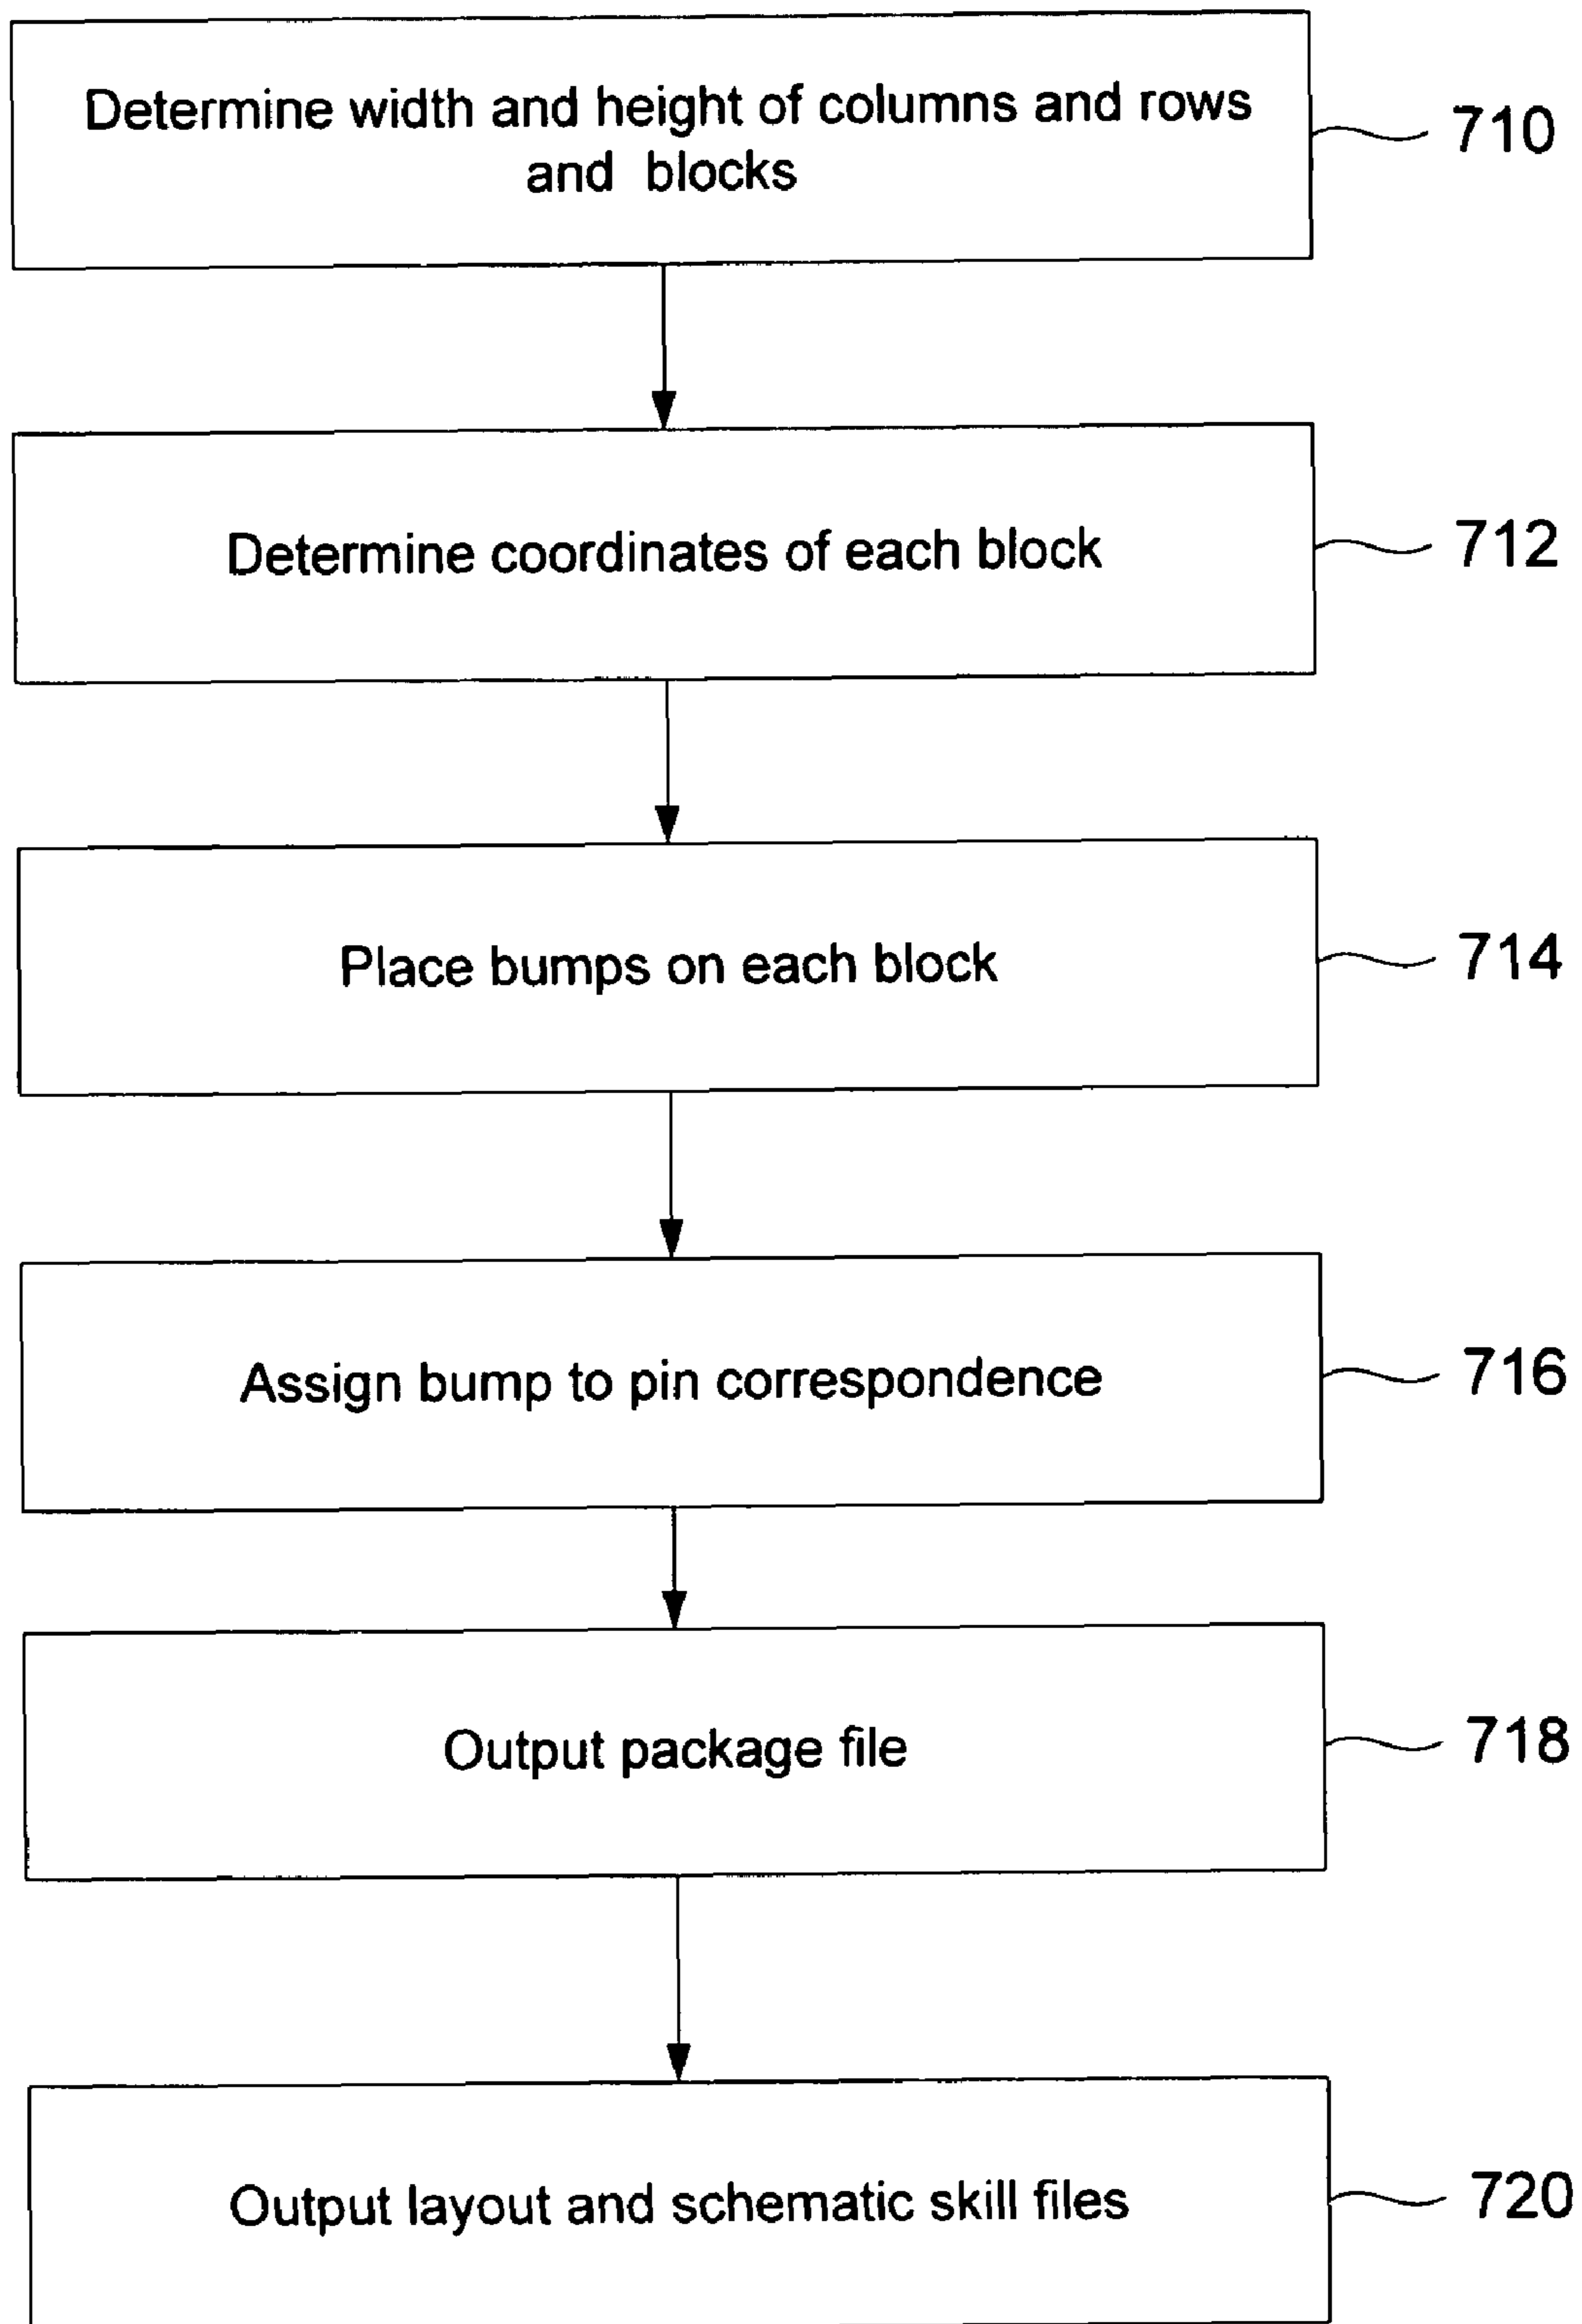 Determine width and height of columns and rows
and blocks
710
Determine coordinates of each block
712
Place bumps on each block
714
Assign bump to pin correspondence
716
Output package file
718
Output layout and schematic skill files
720